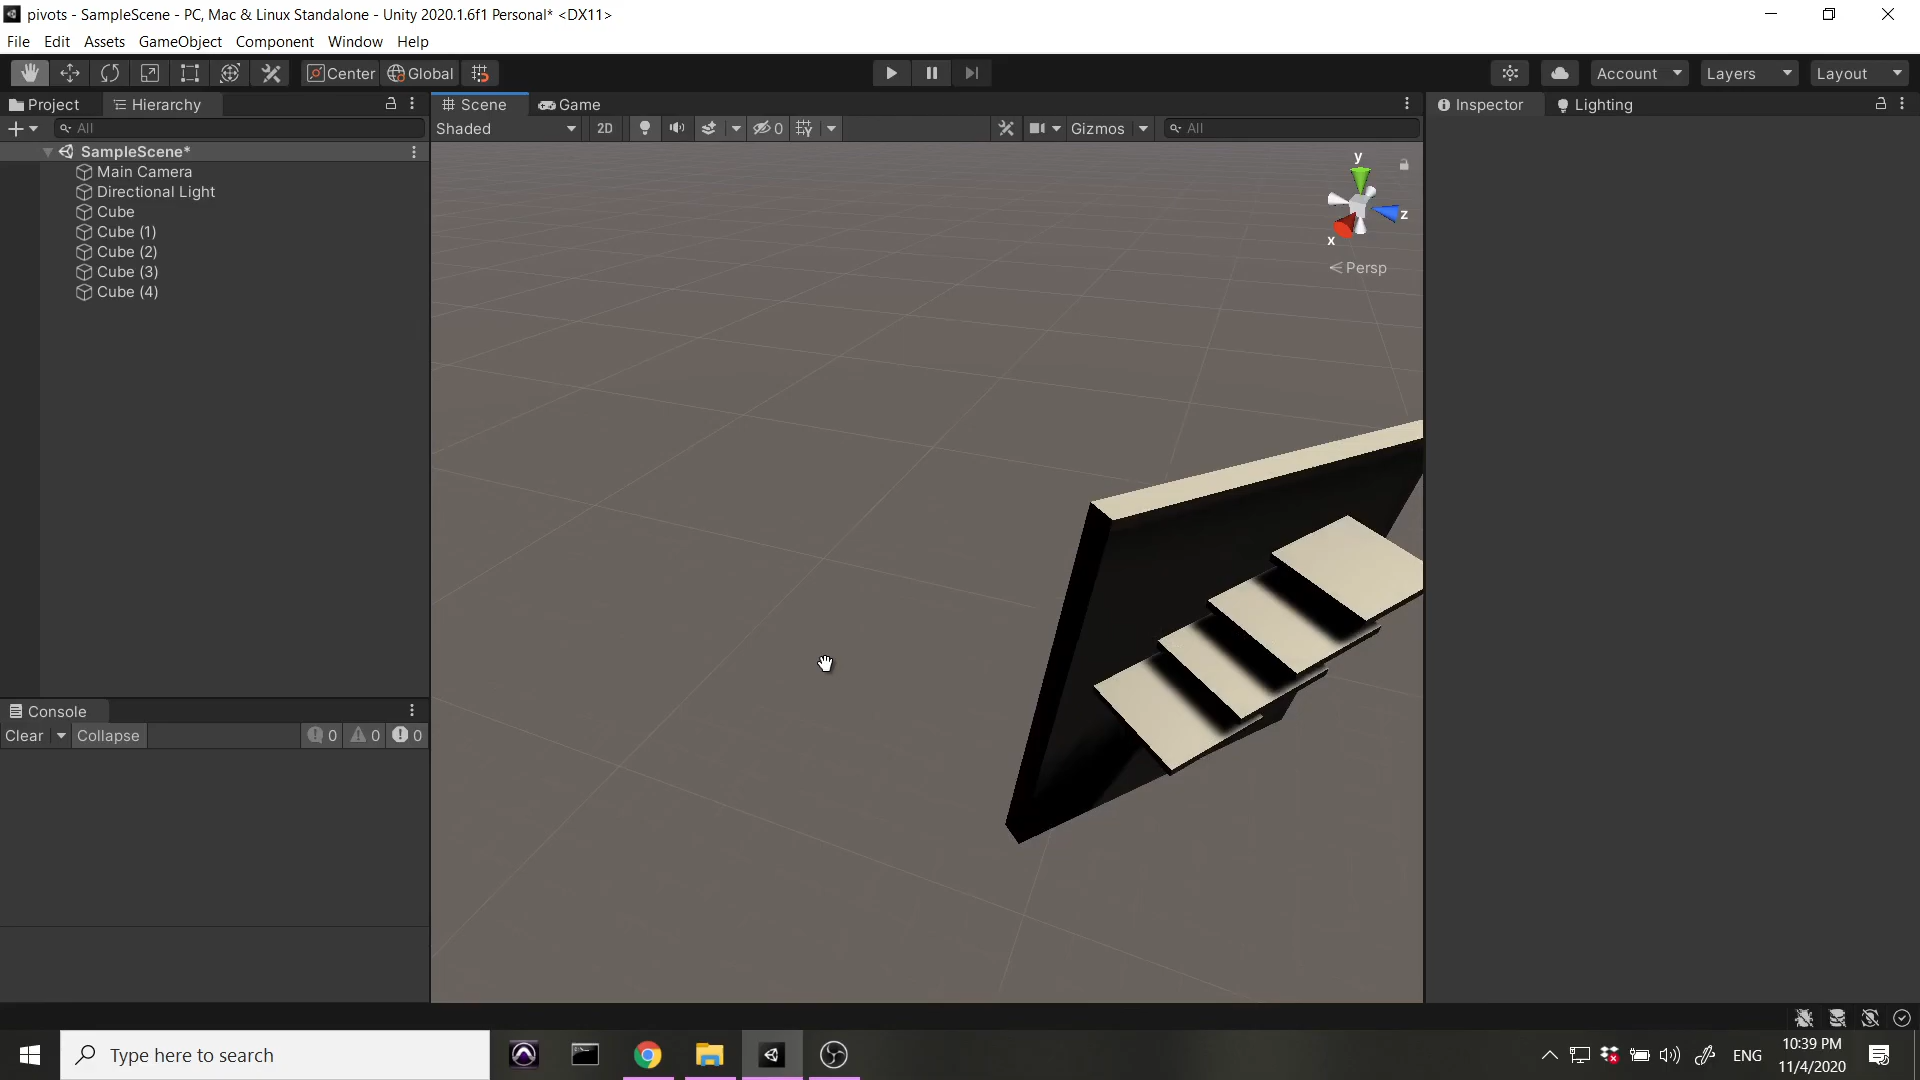 pivots - SampleScene - PC, Mac & Linux Standalone - Unity 2020.1.6f1 Personal* <DX11>
File Edit Assets GameObject Component Window Help
Center Global Account Layers Layout
Project Hierarchy Scene Game Inspector Lighting
All Shaded 2D 0 Gizmos All
SampleScene*
Main Camera
Directional Light
Cube
Cube (1)
Cube (2)
Cube (3)
Cube (4)
y
z
x
Persp
Console
Clear Collapse 0 0 0
Type here to search
ENG
10:39 PM
11/4/2020